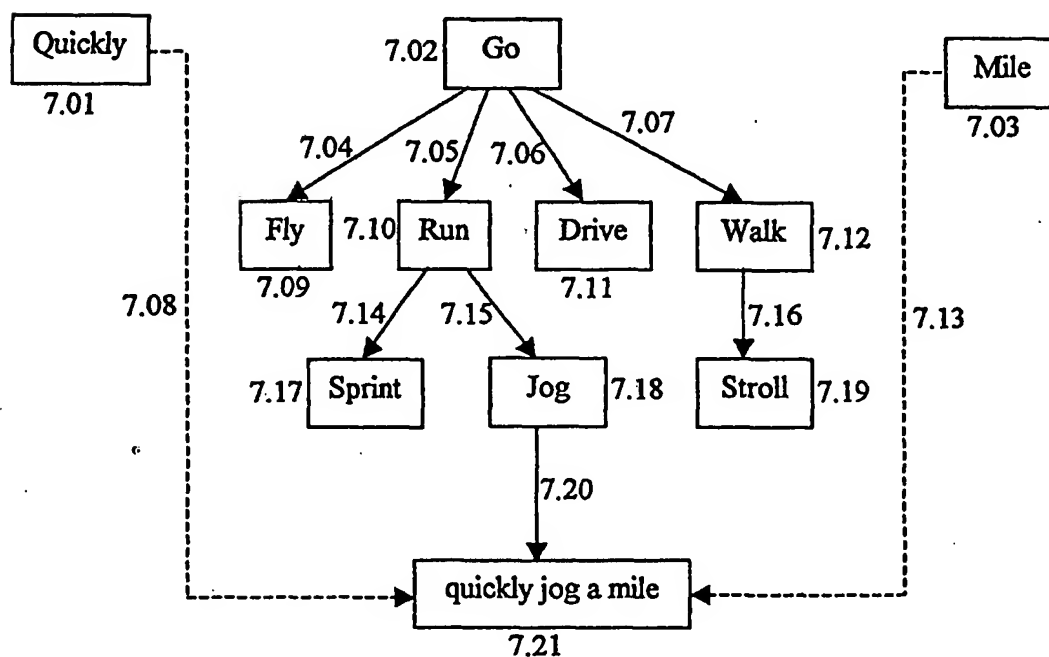 Quickly
7.01
7.02
Go
Mile
7.03
7.04
7.05
7.06
7.07
Fly
7.09
7.10
Run
Drive
7.11
Walk
7.12
7.08
7.13
7.14
7.15
7.16
7.17
Sprint
Jog
7.18
Stroll
7.19
7.20
quickly jog a mile
7.21